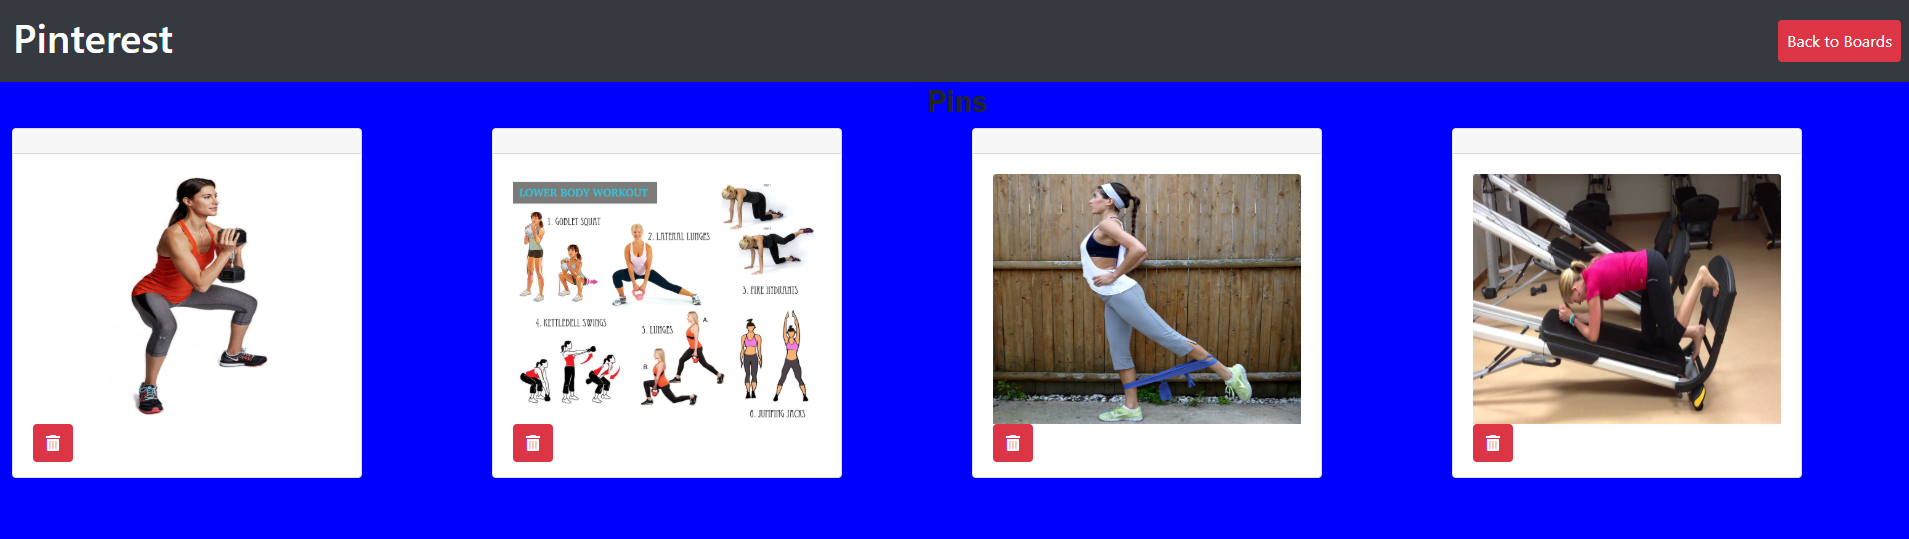 Pinterest
Back to Boards
Pins
LOWER BODY WORKOUT
1. GOBLET SQUAT
2. LATERAL LUNGES
3. FIRE HYDRANTS
4. KETTLEBELL SWINGS
5. LUNGES
A.
B.
6. JUMPING JACKS